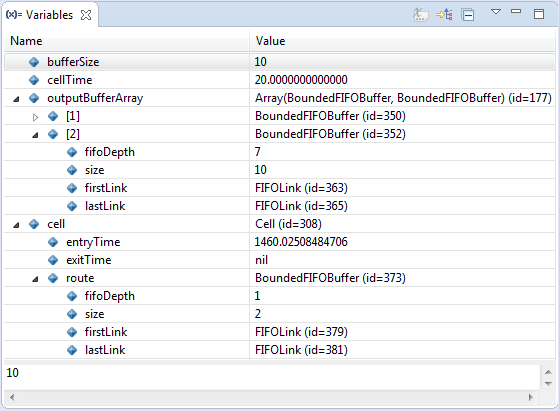 (x)= Variables
Name Value
bufferSize 10
cellTime 20.0000000000000
outputBufferArray Array(BoundedFIFOBuffer, BoundedFIFOBuffer) (id=177)
[1] BoundedFIFOBuffer (id=350)
[2] BoundedFIFOBuffer (id=352)
fifoDepth 7
size 10
firstLink FIFOLink (id=363)
lastLink FIFOLink (id=365)
cell Cell (id=308)
entryTime 1460.02508484706
exitTime nil
route BoundedFIFOBuffer (id=373)
fifoDepth 1
size 2
firstLink FIFOLink (id=379)
lastLink FIFOLink (id=381)
10